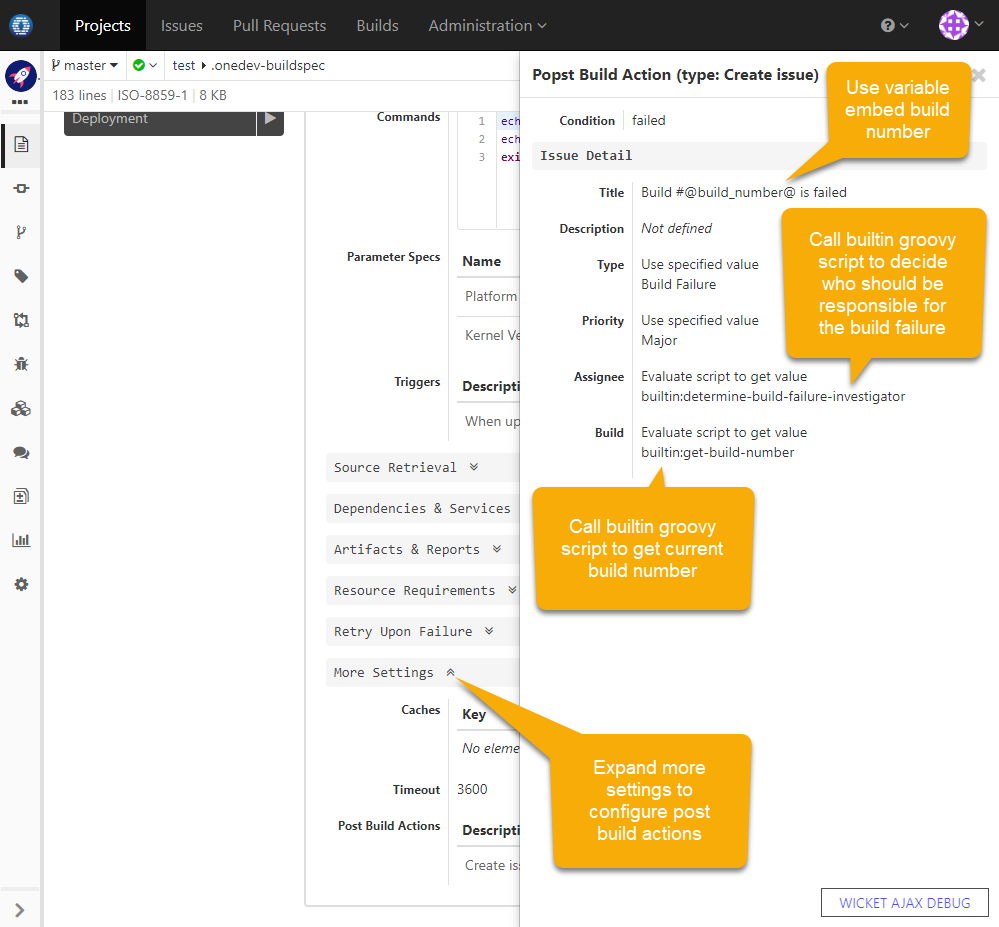 Projects
Issues
Pull Requests
Builds
Administration
master
test
.onedev-buildspec
183 lines
ISO-8859-1
8 KB
Deployment
Commands
1 ech
2 ech
3 exi
Parameter Specs
Name
Platform
Kernel Ve
Triggers
Descripti
When up
Source Retrieval
Dependencies & Services
Artifacts & Reports
Resource Requirements
Retry Upon Failure
More Settings
Caches
Key
No eleme
Timeout
3600
Post Build Actions
Descripti
Create iss
Popst Build Action (type: Create issue)
Condition
failed
Issue Detail
Title
Build #@build_number@ is failed
Description
Not defined
Type
Use specified value
Build Failure
Priority
Use specified value
Major
Assignee
Evaluate script to get value
builtin:determine-build-failure-investigator
Build
Evaluate script to get value
builtin:get-build-number
Use variable
embed build
number
Call builtin groovy
script to decide
who should be
responsible for
the build failure
Call builtin groovy
script to get current
build number
Expand more
settings to
configure post
build actions
WICKET AJAX DEBUG